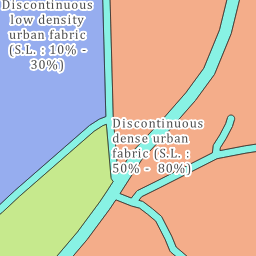 Discontinuous
low density
urban fabric
(S.L. : 10% -
30%)
Discontinuous
dense urban
fabric (S.L. :
50% -  80%)